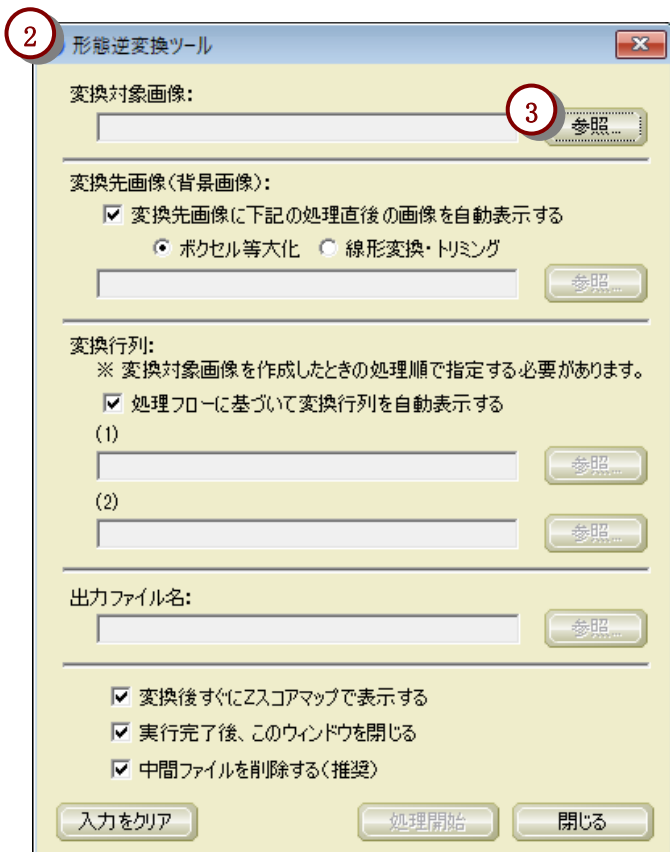 2
形態逆変換ツール
変換対象画像:
3
参照...
変換先画像(背景画像):
変換先画像に下記の処理直後の画像を自動表示する
ボクセル等大化 線形変換・トリミング
参照...
変換行列:
※ 変換対象画像を作成したときの処理順で指定する必要があります。
処理フローに基づいて変換行列を自動表示する
(1)
参照...
(2)
参照...
出力ファイル名:
参照...
変換後すぐにZスコアマップで表示する
実行完了後、このウィンドウを閉じる
中間ファイルを削除する(推奨)
入力をクリア 処理開始 閉じる